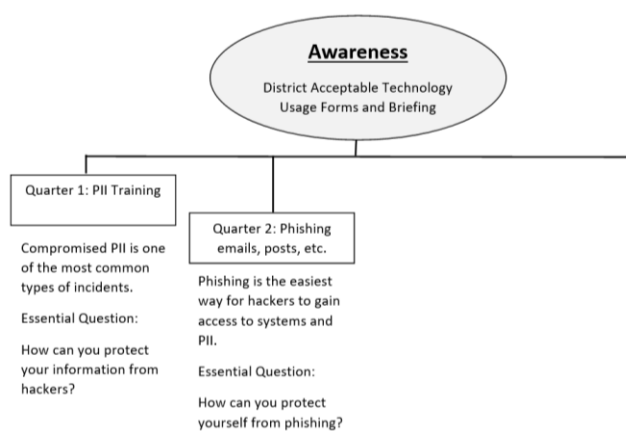 Awareness
District Acceptable Technology
Usage Forms and Briefing
Quarter 1: PII Training
Compromised PII is one
of the most common
types of incidents.
Essential Question:
How can you protect
your information from
hackers?
Quarter 2: Phishing
emails, posts, etc.
Phishing is the easiest
way for hackers to gain
access to systems and
PII.
Essential Question:
How can you protect
yourself from phishing?